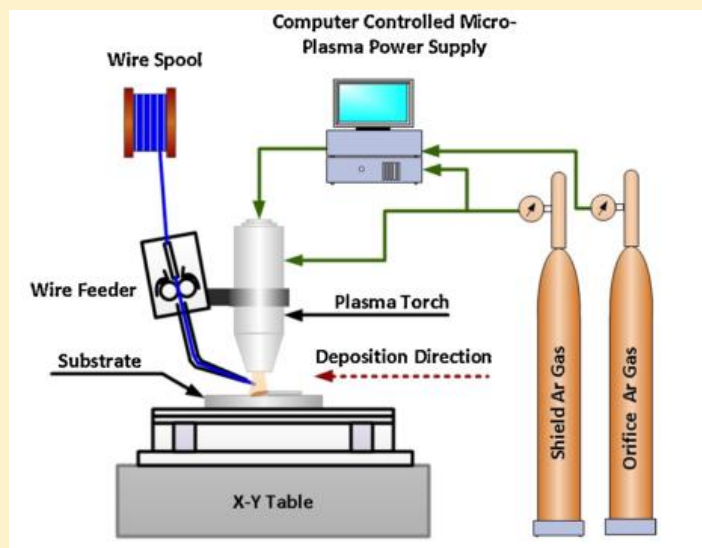 Computer Controlled Micro-
Plasma Power Supply
Wire Spool
Wire Feeder
Plasma Torch
Substrate
Deposition Direction
X-Y Table
Shield Ar Gas
Orifice Ar Gas